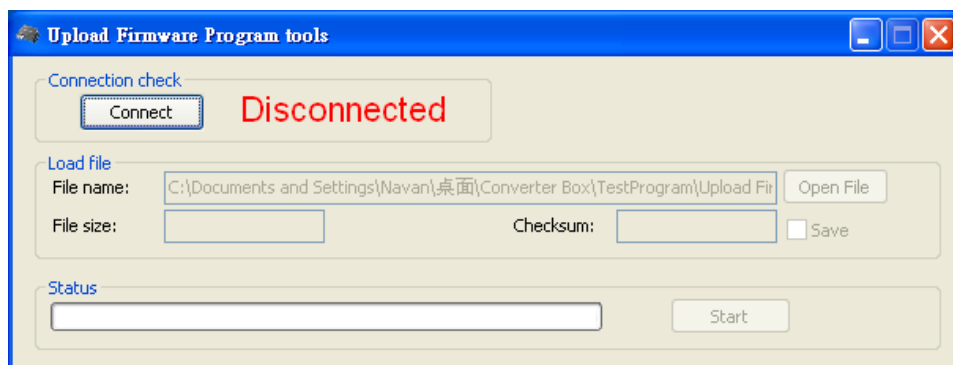 Upload Firmware Program tools
Connection check
Connect Disconnected
Load file
File name: C:\Documents and Settings\Navan\桌面\Converter Box\TestProgram\Upload Fir Open File
File size: Checksum: Save
Status
Start